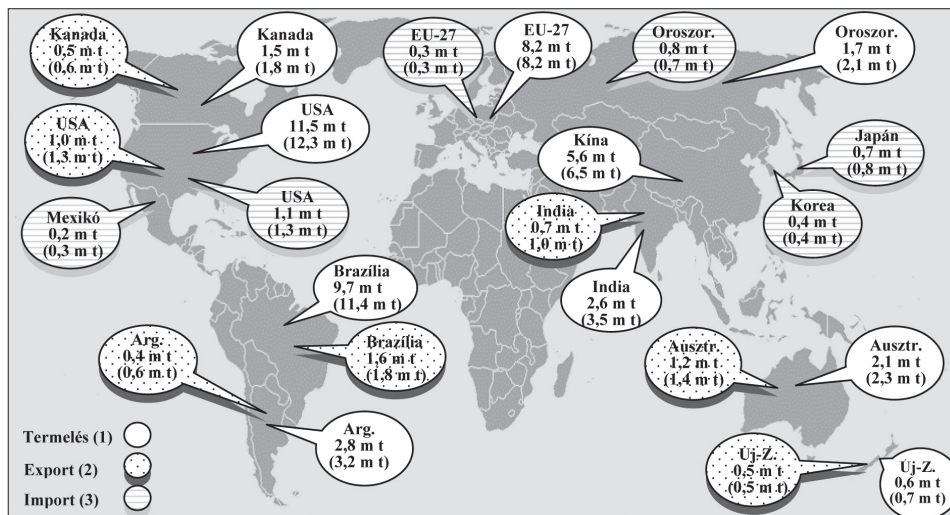 Kanada
0,5 m t
(0,6 m t)
Kanada
1,5 m t
(1,8 m t)
EU-27
0,3 m t
(0,3 m t)
EU-27
8,2 m t
(8,2 m t)
Oroszor.
0,8 m t
(0,7 m t)
Oroszor.
1,7 m t
(2,1 m t)
USA
1,0 m t
(1,3 m t)
USA
11,5 m t
(12,3 m t)
Kína
5,6 m t
(6,5 m t)
Japán
0,7 m t
(0,8 m t)
Mexikó
0,2 m t
(0,3 m t)
USA
1,1 m t
(1,3 m t)
India
0,7 m t
1,0 m t)
Korea
0,4 m t
(0,4 m t)
Brazília
9,7 m t
(11,4 m t)
India
2,6 m t
(3,5 m t)
Arg.
0,4 m t
(0,6 m t)
Brazília
1,6 m t
(1,8 m t)
Ausztr.
1,2 m t
(1,4 m t)
Ausztr.
2,1 m t
(2,3 m t)
Arg.
2,8 m t
(3,2 m t)
Új-Z.
0,5 m t
(0,5 m t)
Új-Z.
0,6 m t
(0,7 m t)
Termelés (1)
Export (2)
Import (3)